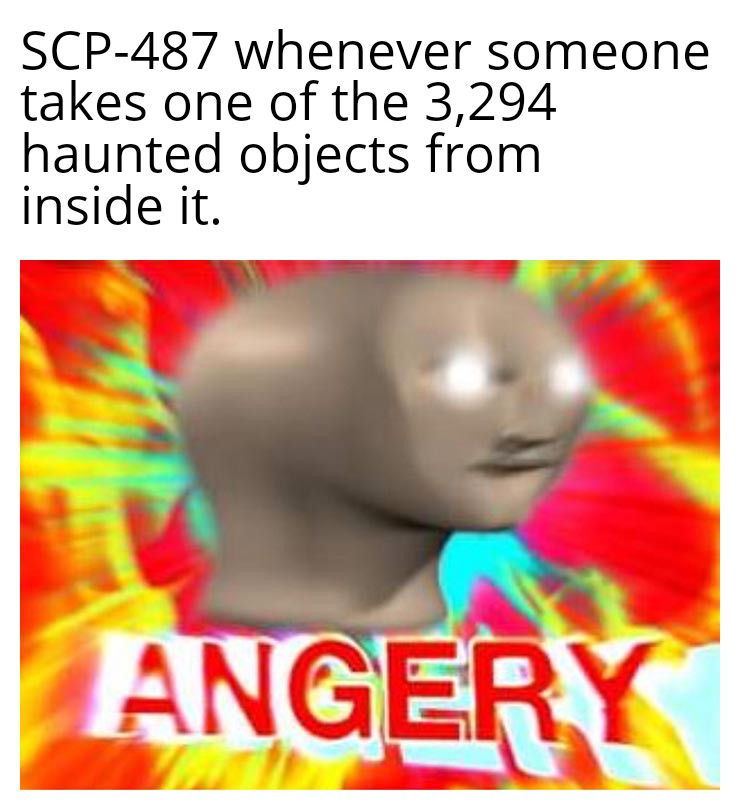 SCP-487 whenever someone
takes one of the 3,294
haunted objects from
inside it.
ANGERY